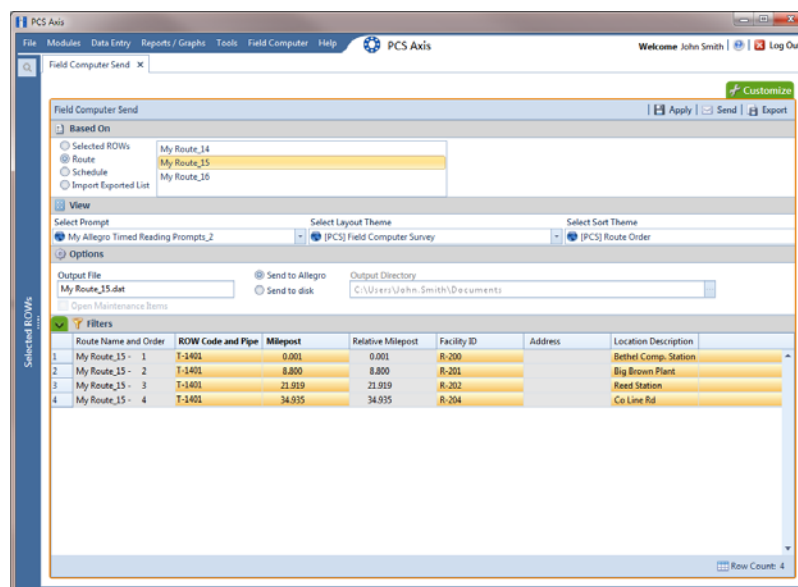 PCS Axis
File Modules Data Entry Reports / Graphs Tools Field Computer Help PCS Axis Welcome John Smith | Log Ou
Field Computer Send
Customize
Field Computer Send | Apply | Send | Export
Based On
Selected ROWs
Route
Schedule
Import Exported List
My Route_14
My Route_15
My Route_16
View
Select Prompt Select Layout Theme Select Sort Theme
My Allegro Timed Reading Prompts_2 [PCS] Field Computer Survey [PCS] Route Order
Options
Output File Send to Allegro Output Directory
My Route_15.dat Send to disk C:\Users\John.Smith\Documents
Open Maintenance Items
Filters
Route Name and Order ROW Code and Pipe Milepost Relative Milepost Facility ID Address Location Description
1 My Route_15 - 1 T-1401 0.001 0.001 R-200 Bethel Comp. Station
2 My Route_15 - 2 T-1401 8.800 8.800 R-201 Big Brown Plant
3 My Route_15 - 3 T-1401 21.919 21.919 R-202 Reed Station
4 My Route_15 - 4 T-1401 34.935 34.935 R-204 Co Line Rd
Selected ROWs
Row Count: 4